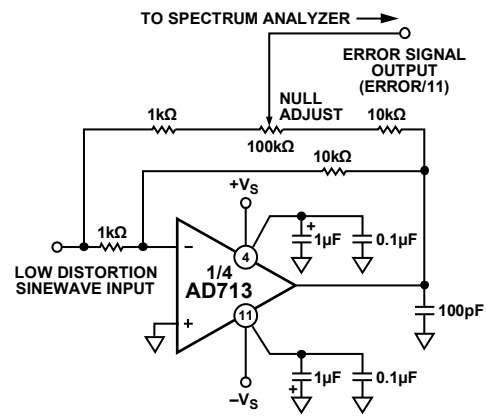 TO SPECTRUM ANALYZER
ERROR SIGNAL
OUTPUT
(ERROR/11)
1kΩ
NULL
ADJUST
10kΩ
100kΩ
10kΩ
+VS
1kΩ
–
4
+
1µF
0.1µF
LOW DISTORTION
SINEWAVE INPUT
1/4
AD713
11
+
100pF
1µF
0.1µF
+
–VS